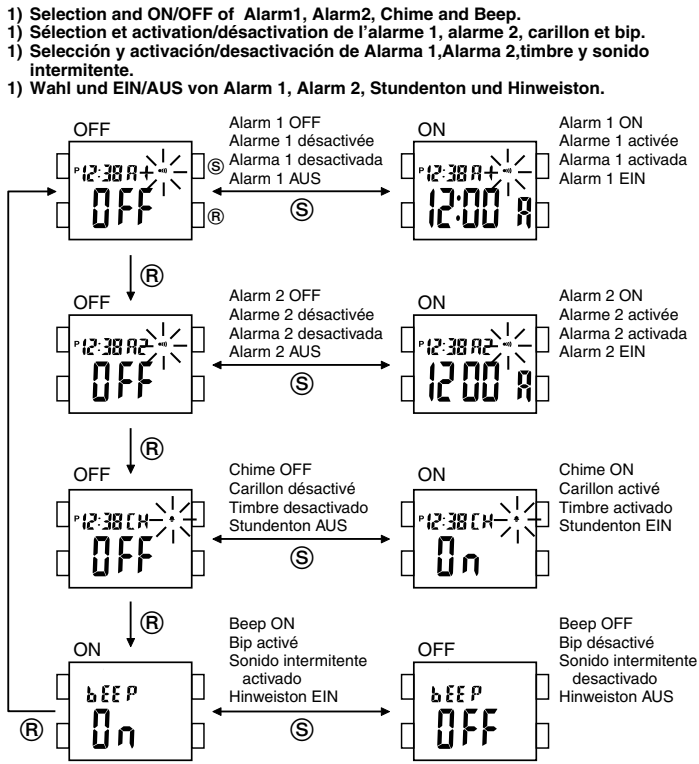 1) Selection and ON/OFF of Alarm1, Alarm2, Chime and Beep.
1) Sélection et activation/désactivation de l'alarme 1, alarme 2, carillon et bip.
1) Selección y activación/desactivación de Alarma 1,Alarma 2,timbre y sonido
intermitente.
1) Wahl und EIN/AUS von Alarm 1, Alarm 2, Stundenton und Hinweiston.
OFF
P 12:38 A+
OFF
Ⓢ
Ⓡ
Alarm 1 OFF
Alarme 1 désactivée
Alarma 1 desactivada
Alarm 1 AUS
Ⓢ
ON
P 12:38 A+
12:00 A
Alarm 1 ON
Alarme 1 activée
Alarma 1 activada
Alarm 1 EIN
Ⓡ
OFF
P 12:38 A2
OFF
Alarm 2 OFF
Alarme 2 désactivée
Alarma 2 desactivada
Alarm 2 AUS
Ⓢ
ON
P 12:38 A2
12 00 A
Alarm 2 ON
Alarme 2 activée
Alarma 2 activada
Alarm 2 EIN
Ⓡ
OFF
P 12:38 CH
OFF
Chime OFF
Carillon désactivé
Timbre desactivado
Stundenton AUS
Ⓢ
ON
P 12:38 CH
On
Chime ON
Carillon activé
Timbre activado
Stundenton EIN
Ⓡ
ON
bEEP
On
Beep ON
Bip activé
Sonido intermitente
activado
Hinweiston EIN
Ⓢ
OFF
bEEP
OFF
Beep OFF
Bip désactivé
Sonido intermitente
desactivado
Hinweiston AUS
Ⓡ